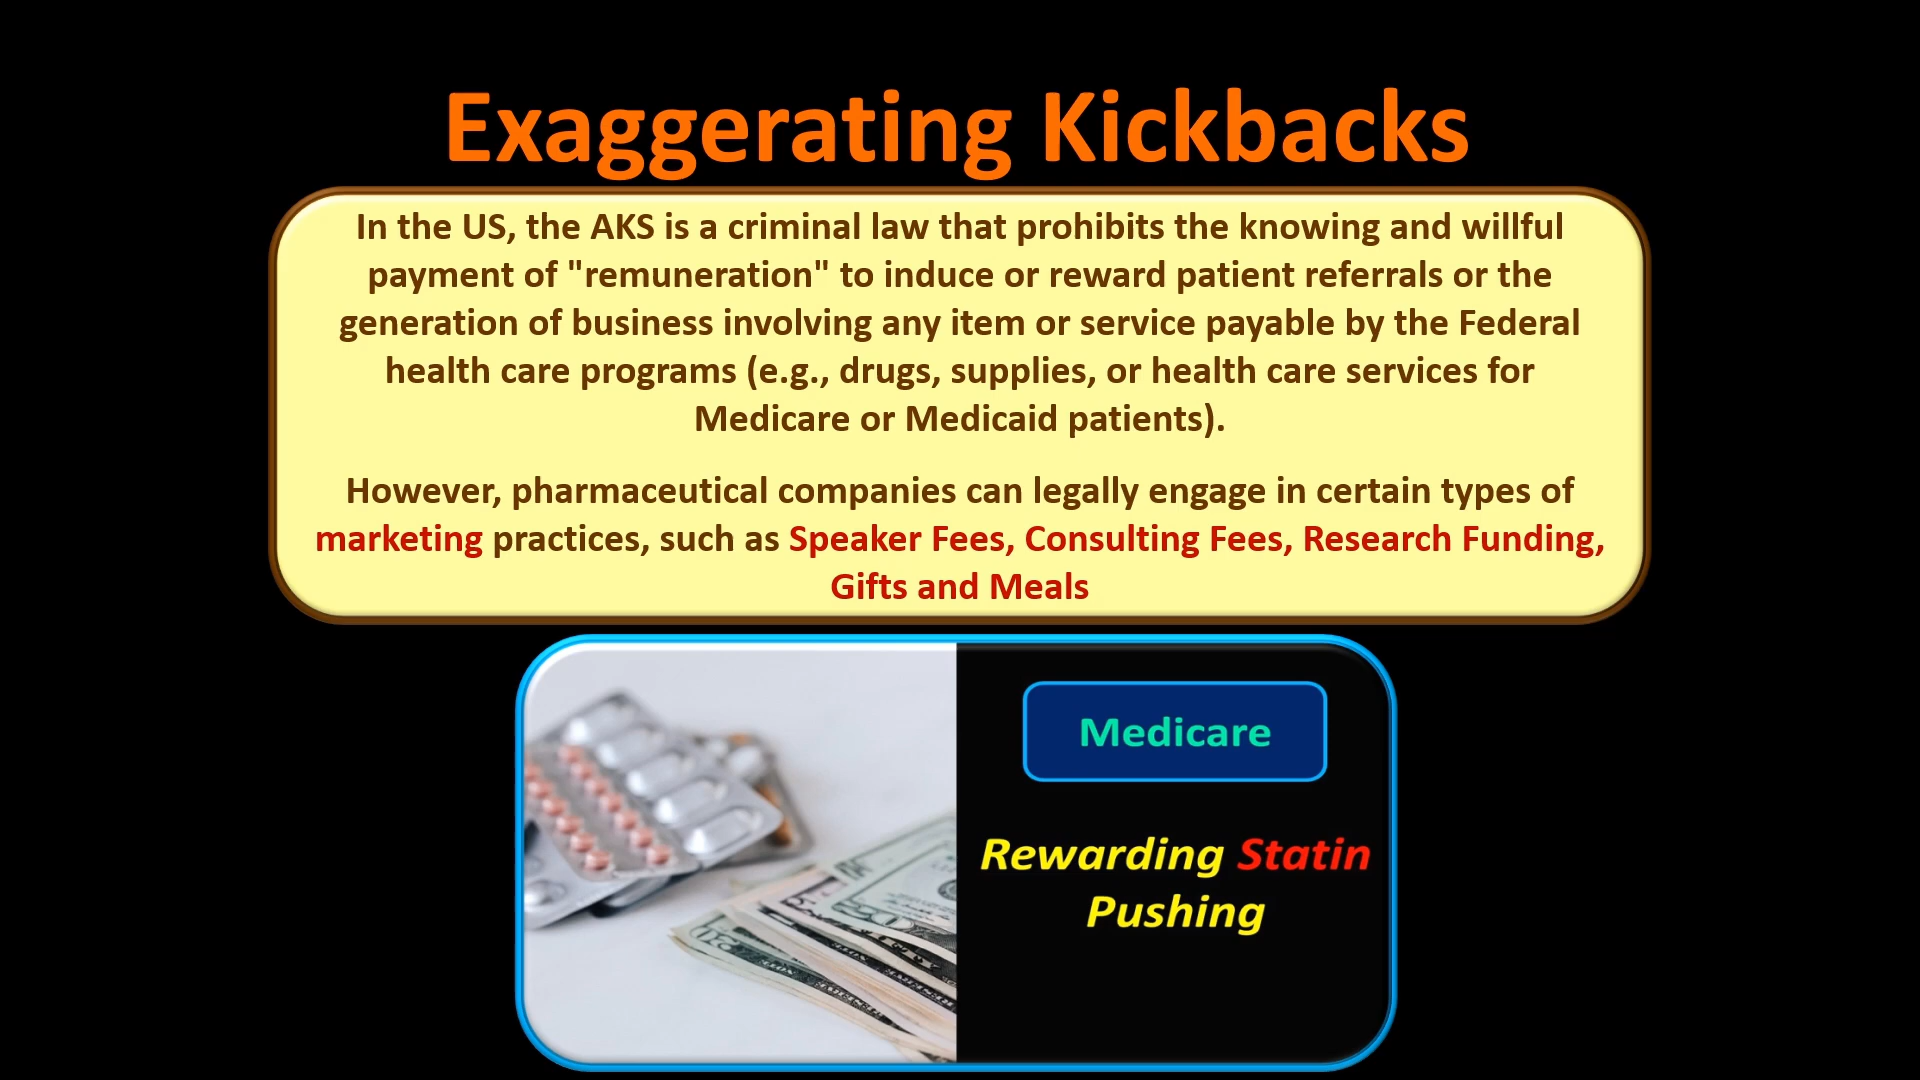 Exaggerating Kickbacks
In the US, the AKS is a criminal law that prohibits the knowing and willful
payment of "remuneration" to induce or reward patient referrals or the
generation of business involving any item or service payable by the Federal
health care programs (e.g., drugs, supplies, or health care services for
Medicare or Medicaid patients).
However, pharmaceutical companies can legally engage in certain types of
marketing practices, such as Speaker Fees, Consulting Fees, Research Funding,
Gifts and Meals
Medicare
Rewarding Statin
Pushing